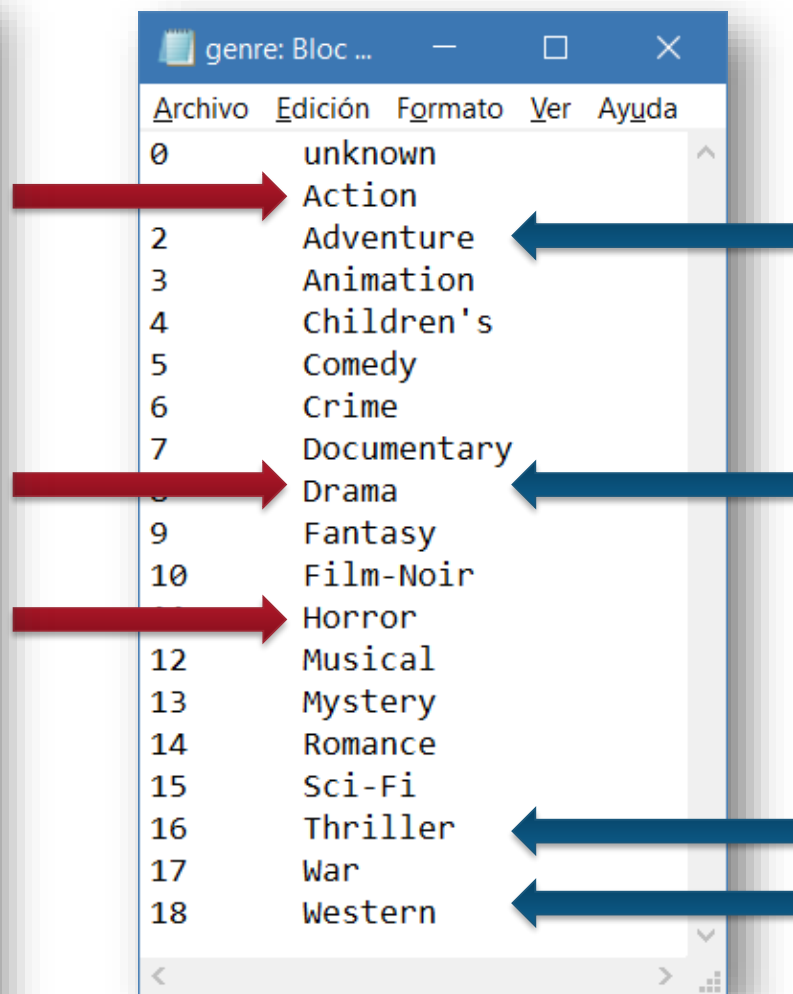 genre: Bloc ...
Archivo Edición Formato Ver Ayuda
0 unknown
Action
2 Adventure
3 Animation
4 Children's
5 Comedy
6 Crime
7 Documentary
Drama
9 Fantasy
10 Film-Noir
Horror
12 Musical
13 Mystery
14 Romance
15 Sci-Fi
16 Thriller
17 War
18 Western